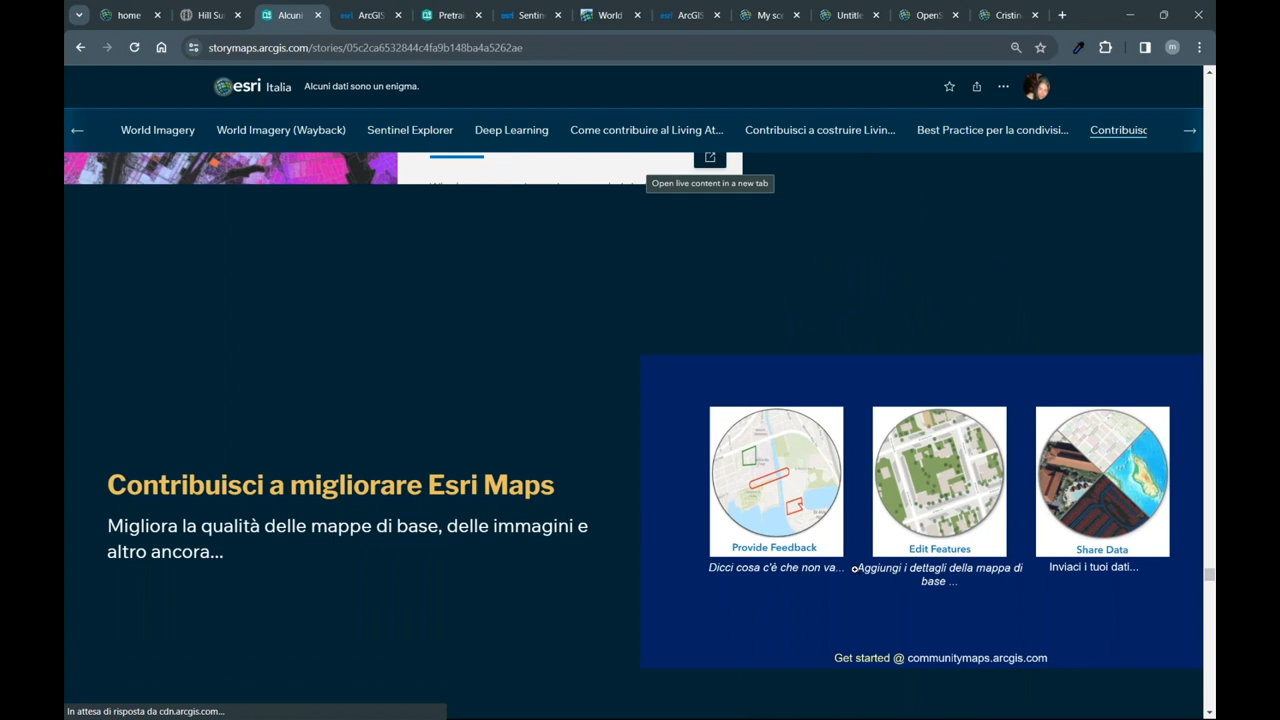 home
Hill Su
Alcuni
ArcGIS
Pretrai
Sentin
World
ArcGIS
My sc
Untitle
OpenS
Cristin
storymaps.arcgis.com/stories/05c2ca6532844c4fa9b148ba4a5262ae
m
esri Italia
Alcuni dati sono un enigma.
World Imagery
World Imagery (Wayback)
Sentinel Explorer
Deep Learning
Come contribuire al Living At...
Contribuisci a costruire Livin...
Best Practice per la condivisi...
Contribuisc
Open live content in a new tab
Contribuisci a migliorare Esri Maps
Migliora la qualità delle mappe di base, delle immagini e
altro ancora...
Provide Feedback
Dicci cosa c'è che non va...
Edit Features
Aggiungi i dettagli della mappa di
base ...
Share Data
Inviaci i tuoi dati...
Get started @ communitymaps.arcgis.com
In attesa di risposta da cdn.arcgis.com...